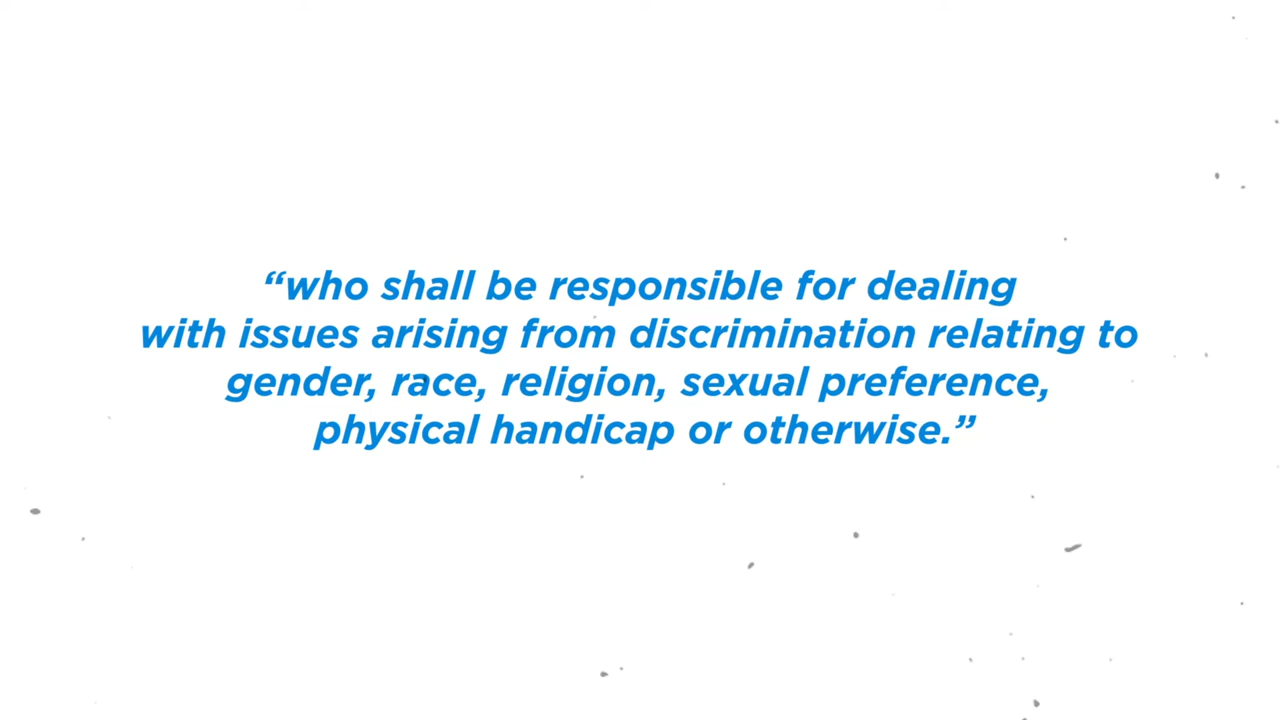 “who shall be responsible for dealing
with issues arising from discrimination relating to
gender, race, religion, sexual preference,
physical handicap or otherwise.”